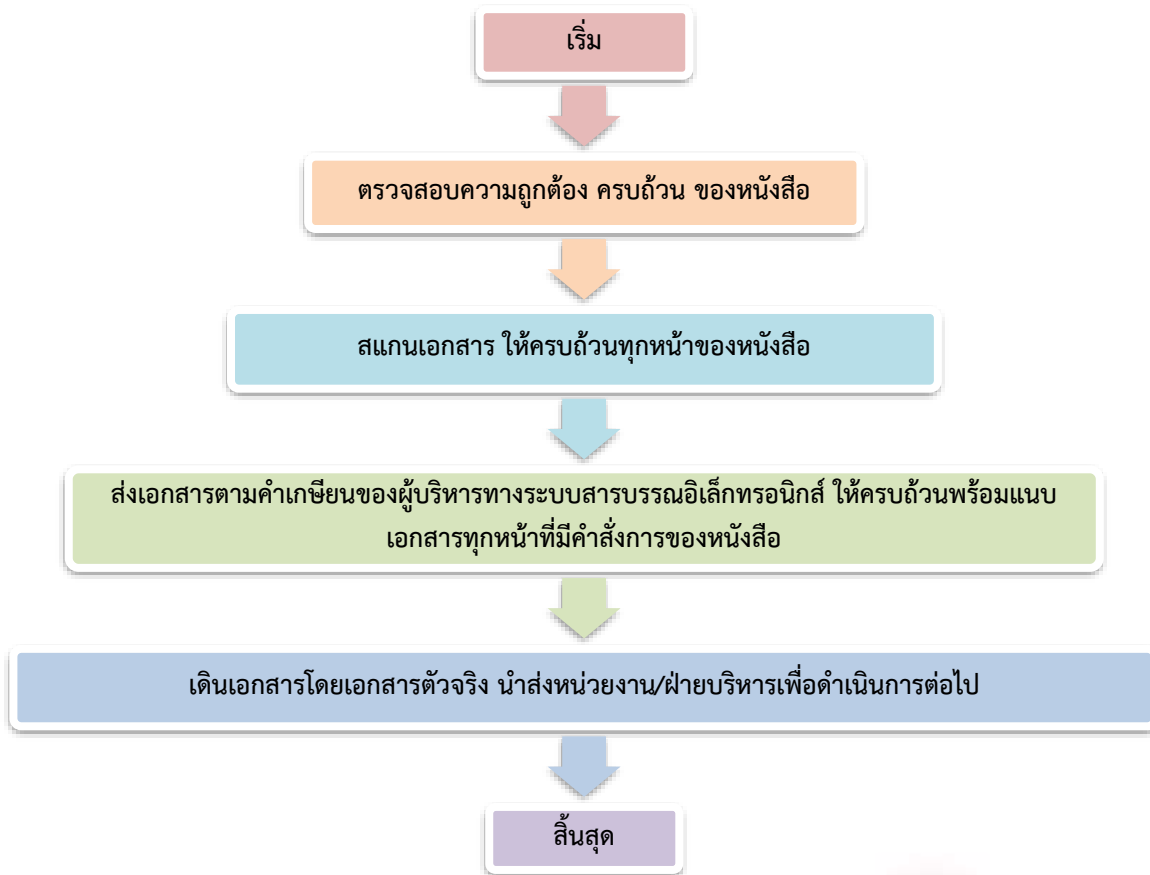 เริ่ม
ตรวจสอบความถูกต้อง ครบถ้วน ของหนังสือ
สแกนเอกสาร ให้ครบถ้วนทุกหน้าของหนังสือ
ส่งเอกสารตามคำเกษียนของผู้บริหารทางระบบสารบรรณอิเล็กทรอนิกส์ ให้ครบถ้วนพร้อมแนบ
เอกสารทุกหน้าที่มีคำสั่งการของหนังสือ
เดินเอกสารโดยเอกสารตัวจริง นำส่งหน่วยงาน/ฝ่ายบริหารเพื่อดำเนินการต่อไป
สิ้นสุด